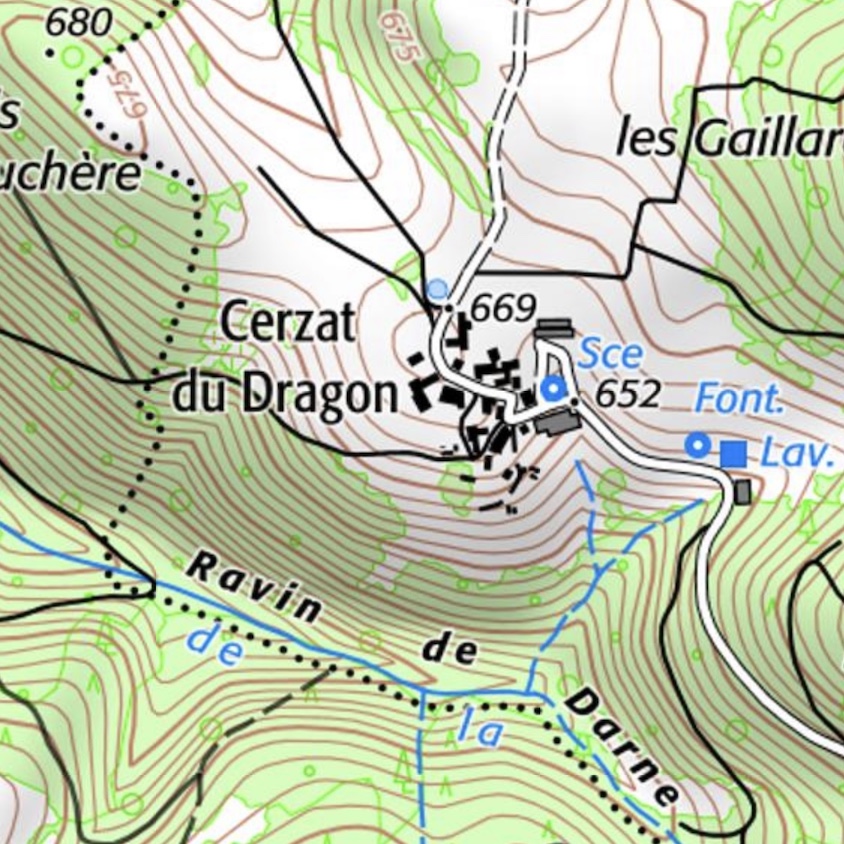 680
675
675
les Gaillar
uchère
669
Cerzat
du Dragon
Sce
652
Font.
Lav.
Ravin
de
de
la
Darne